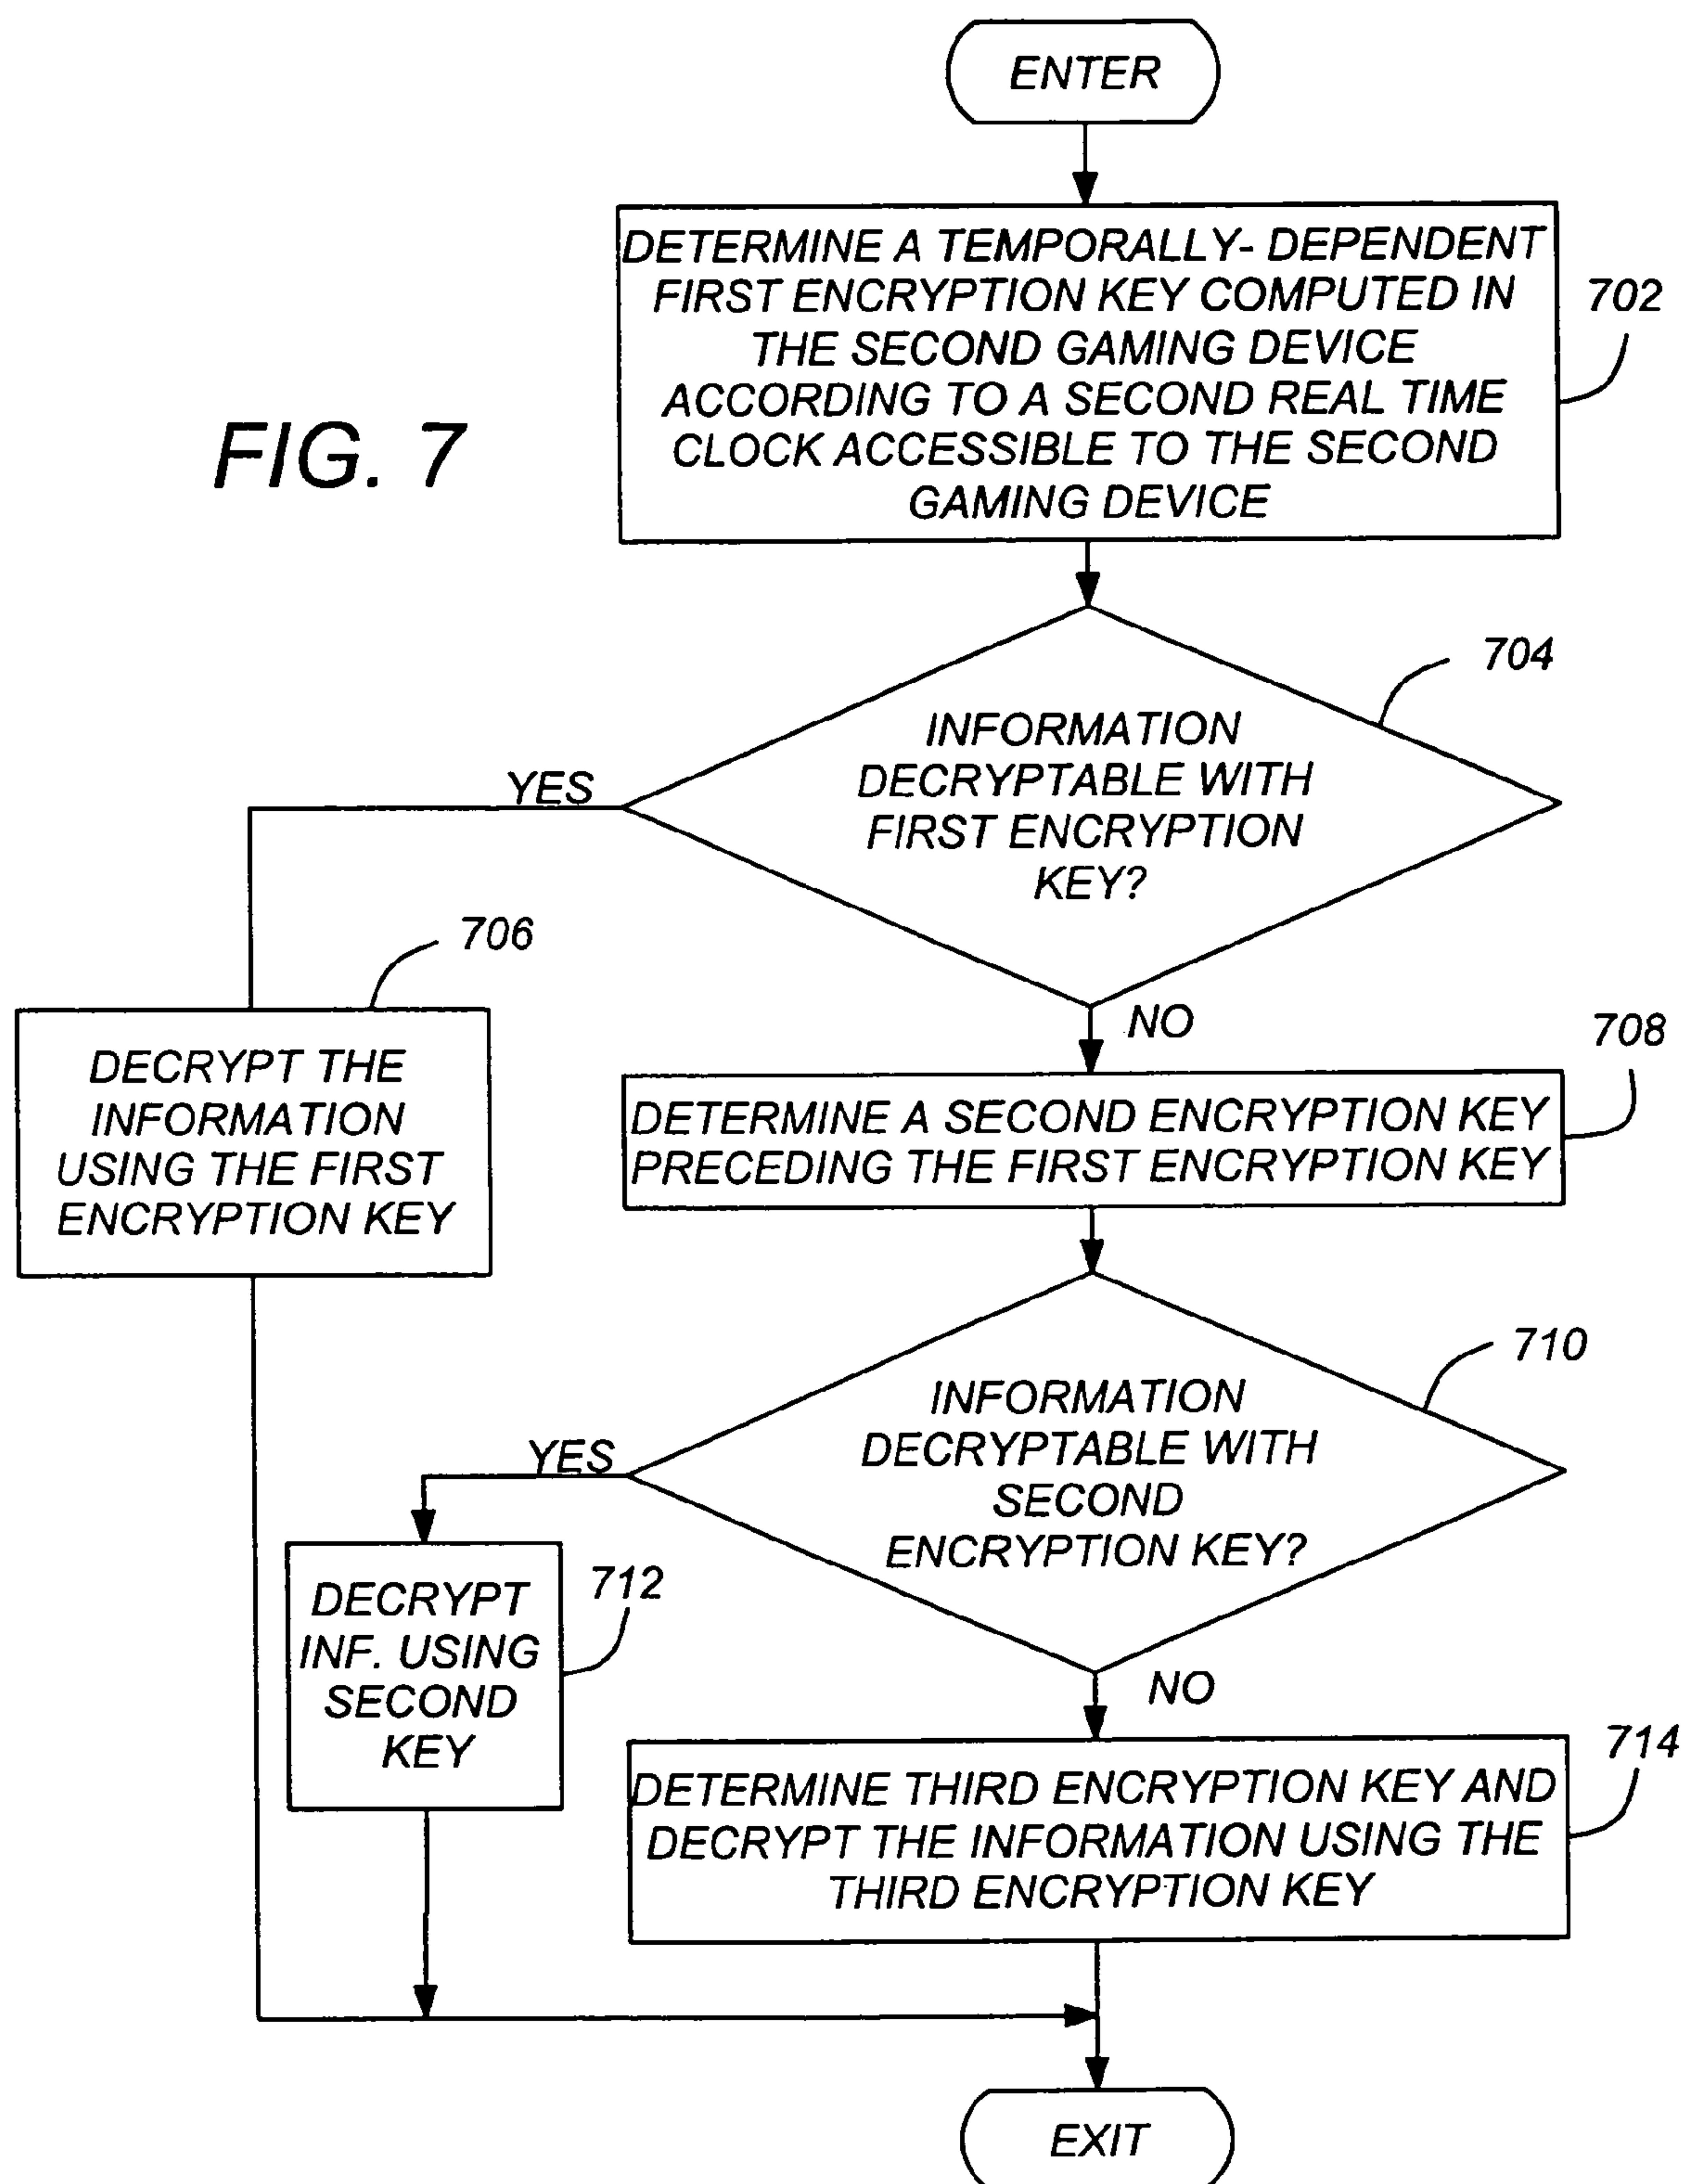 ENTER
DETERMINE A TEMPORALLY- DEPENDENT
FIRST ENCRYPTION KEY COMPUTED IN
THE SECOND GAMING DEVICE
ACCORDING TO A SECOND REAL TIME
CLOCK ACCESSIBLE TO THE SECOND
GAMING DEVICE
702
FIG. 7
704
INFORMATION
DECRYPTABLE WITH
FIRST ENCRYPTION
KEY?
YES
706
NO
708
DECRYPT THE
INFORMATION
USING THE FIRST
ENCRYPTION KEY
DETERMINE A SECOND ENCRYPTION KEY
PRECEDING THE FIRST ENCRYPTION KEY
710
INFORMATION
DECRYPTABLE WITH
SECOND
ENCRYPTION KEY?
YES
712
DECRYPT
INF. USING
SECOND
KEY
NO
714
DETERMINE THIRD ENCRYPTION KEY AND
DECRYPT THE INFORMATION USING THE
THIRD ENCRYPTION KEY
EXIT